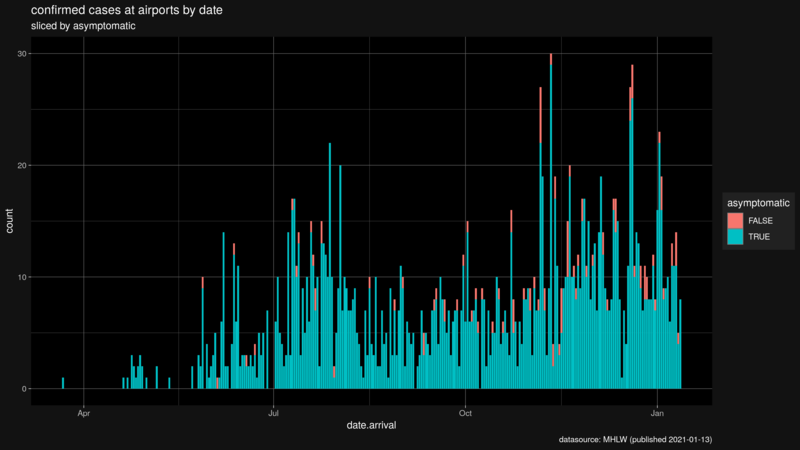 confirmed cases at airports by date
sliced by asymptomatic
30
20
10
0
count
Apr
Jul
Oct
Jan
date.arrival
asymptomatic
FALSE
TRUE
datasource: MHLW (published 2021-01-13)